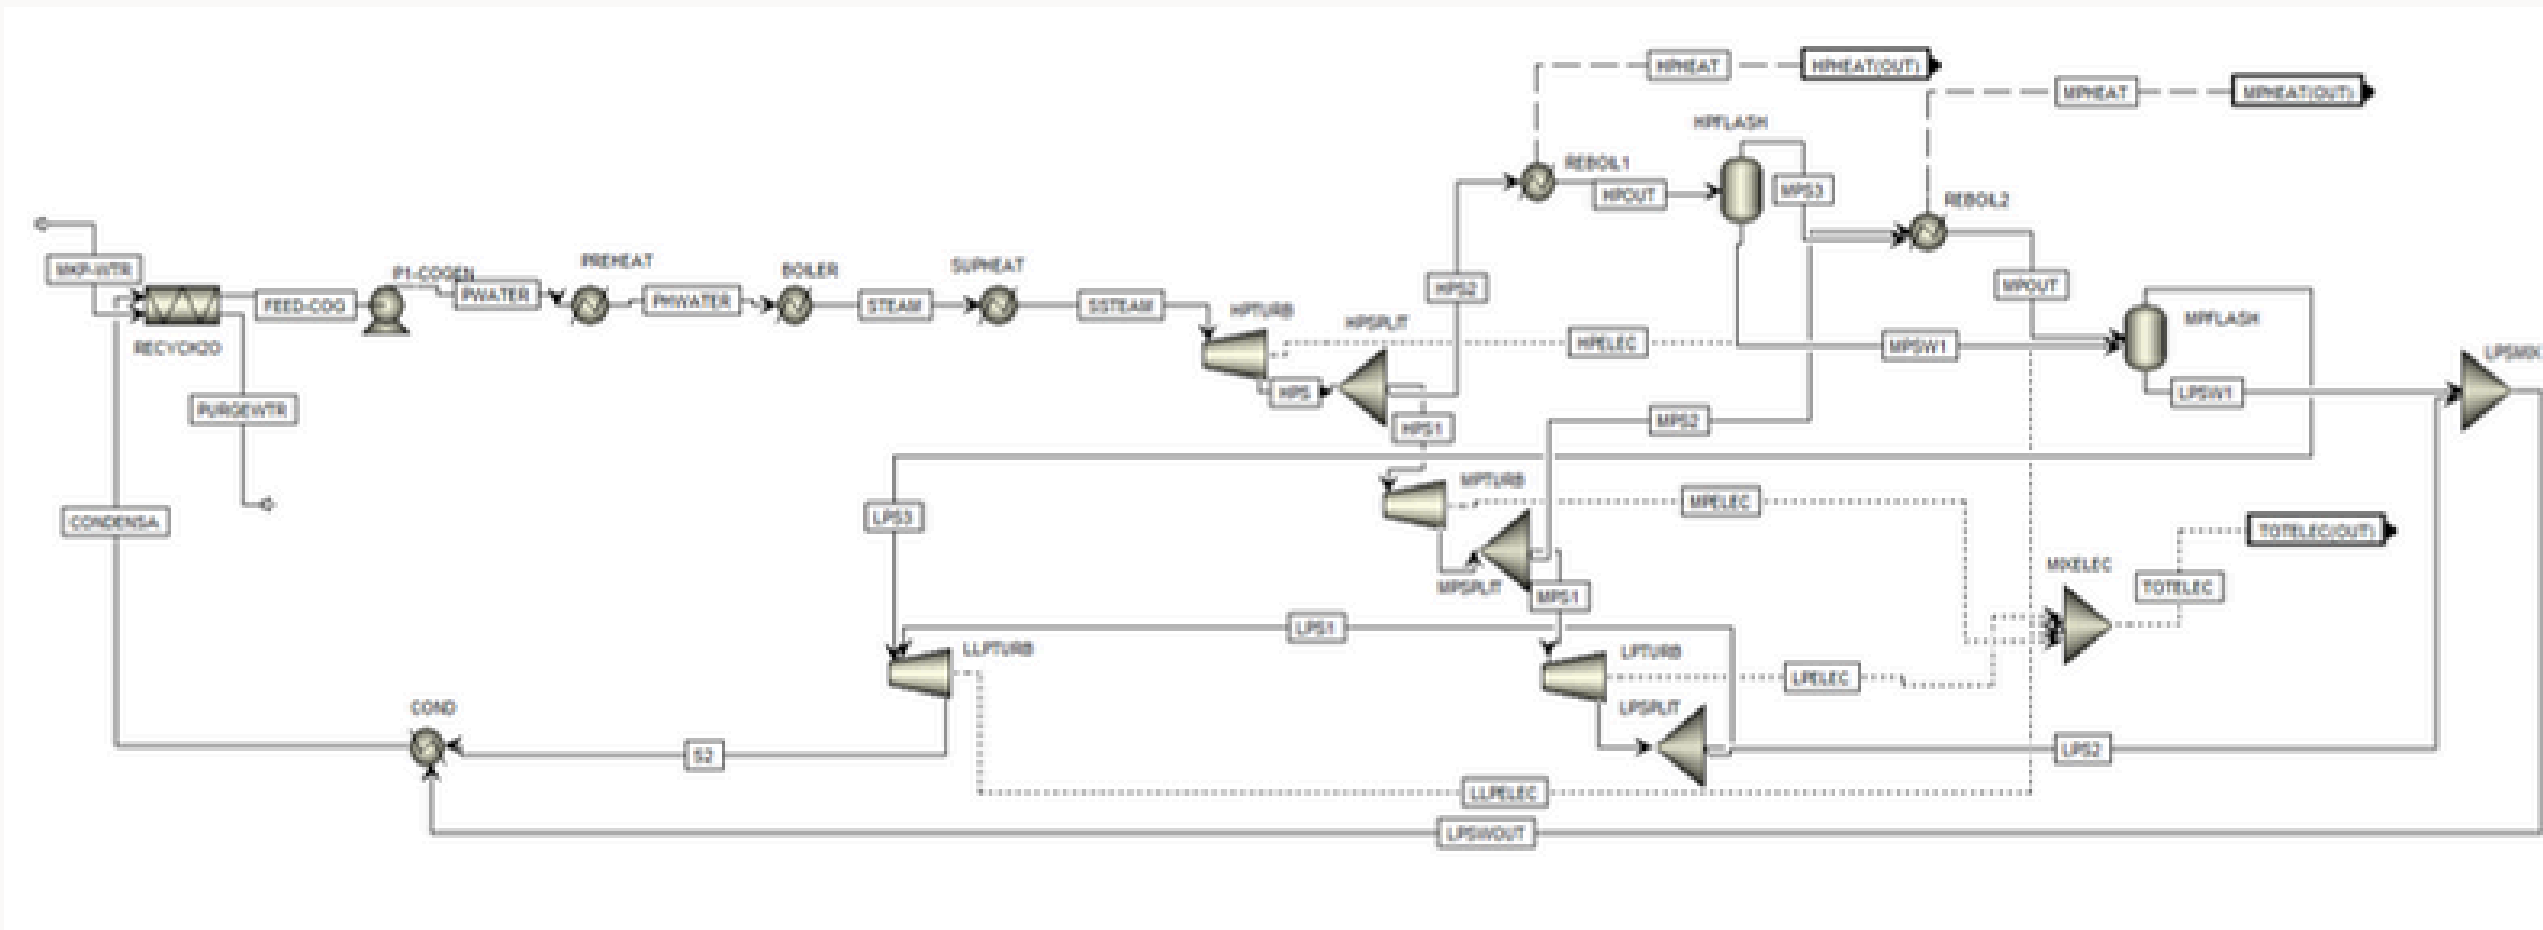 HPHEAT
HPHEAT(OUT)
MPHEAT
MPHEAT(OUT)
HPFLASH
REBOIL1
HPOUT
MPS3
REBOIL2
MKP-WTR
P1-COGEN
PREHEAT
BOILER
SUPHEAT
FEED-COG
PWATER
PHWATER
STEAM
SSTEAM
HPS2
MPOUT
RECYCH2O
HPTURB
HPSPLIT
HPELEC
MPSW1
MPFLASH
LPSMIX
HPS
LPSW1
PURGEWTR
HPS1
MPS2
CONDENSA
LPS3
MPTURB
MPELEC
TOTELEC(OUT)
MIXELEC
MPSPLIT
MPS1
TOTELEC
LPS1
LLPTURB
LPTURB
LPELEC
COND
LPSPLIT
S2
LPS2
LLPELEC
LPSWOUT